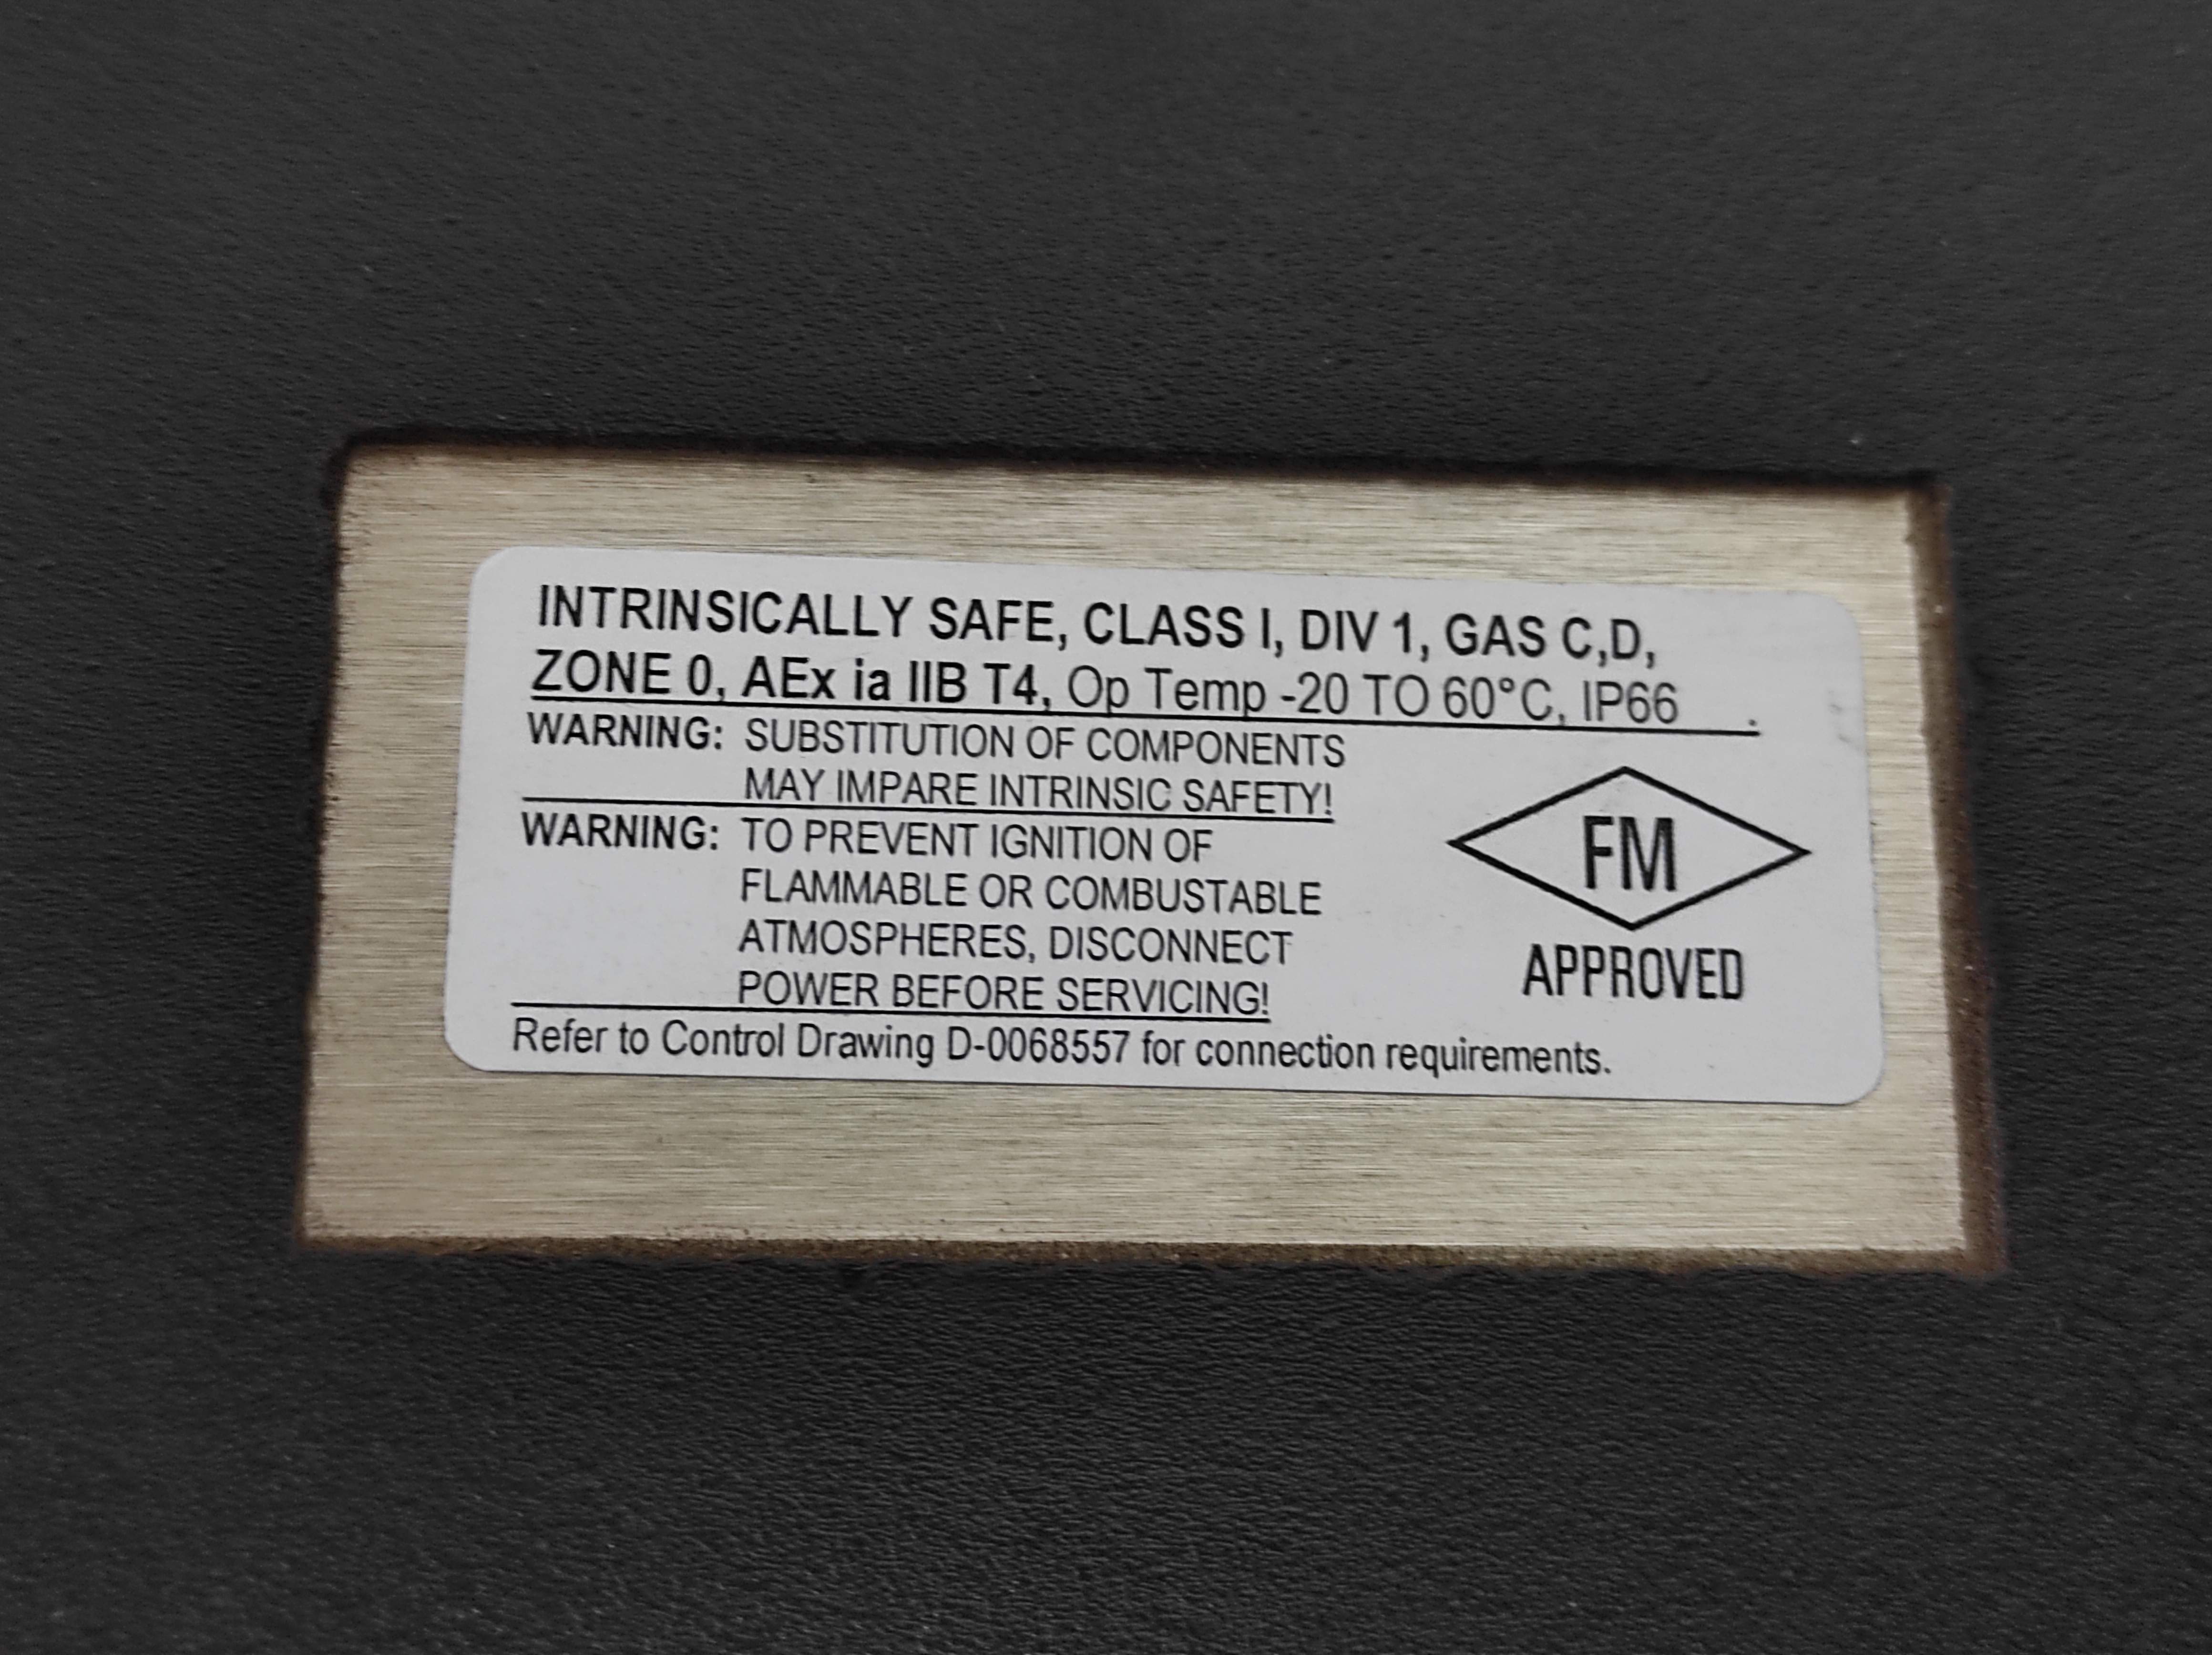 INTRINSICALLY SAFE, CLASS I, DIV 1, GAS C,D,
ZONE 0, AEx ia IIB T4, Op Temp -20 TO 60°C, IP66 .
WARNING: SUBSTITUTION OF COMPONENTS
MAY IMPARE INTRINSIC SAFETY!
WARNING: TO PREVENT IGNITION OF
FLAMMABLE OR COMBUSTABLE
ATMOSPHERES, DISCONNECT
POWER BEFORE SERVICING!
FM
APPROVED
Refer to Control Drawing D-0068557 for connection requirements.